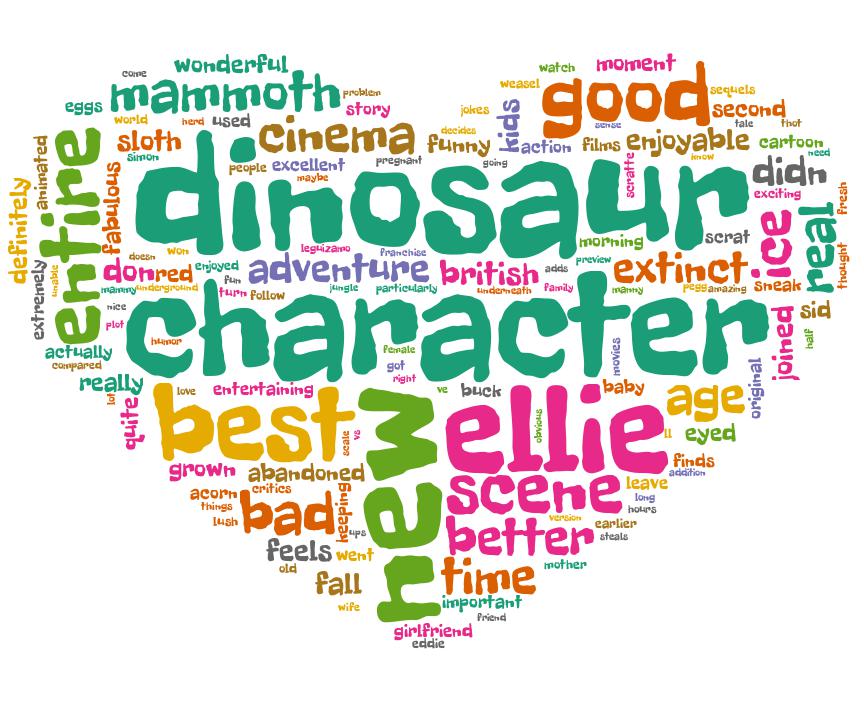 wonderful
watch
moment
come
mammoth
problem
weasel
good
sequels
eggs
story
jokes
kids
second
world
herd
used
cinema
sense
tale
thot
sloth
funny
decides
action
films
enjoyable
cartoon
need
simon
people
excellent
pregnant
going
know
animated
entire
fabulous
maybe
dinosaur
scratte
didn
exciting
definitely
morning
scrat
ice
real
fresh
leguizamo
won
franchise
doesn
extremely
unable
don
red
enjoyed
adventure
british
adds
preview
extinct
thought
fun
mammy
underground
turn
follow
jungle
particularly
underneath
family
manny
pegg
amazing
sneak
nice
plot
character
sid
joined
half
humor
actually
compared
female
movies
got
right
really
lot
quite
love
entertaining
ve
buck
baby
age
original
best
new
ellie
obvious
ll
eyed
scale
vs
grown
abandoned
finds
addition
acorn
critics
scene
leave
things
long
lush
bad
keeping
hours
version
earlier
better
ups
steals
feels
went
old
mother
fall
time
wife
important
friend
girlfriend
eddie